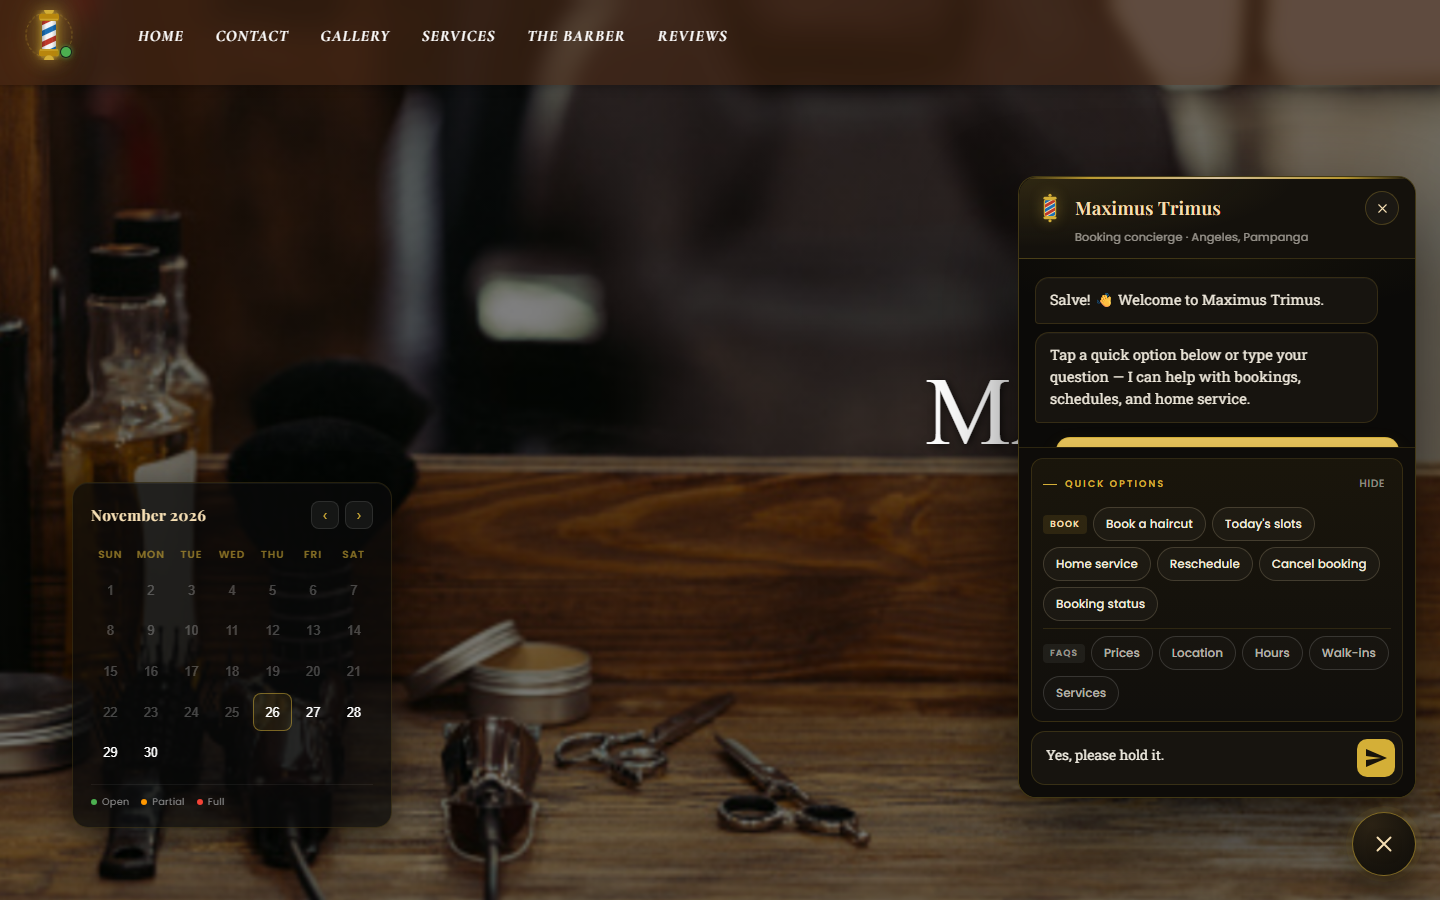 HOME CONTACT GALLERY SERVICES THE BARBER REVIEWS
M
Maximus Trimus
Booking concierge · Angeles, Pampanga
Salve! 👋 Welcome to Maximus Trimus.
Tap a quick option below or type your
question — I can help with bookings,
schedules, and home service.
QUICK OPTIONS HIDE
BOOK Book a haircut Today's slots
Home service Reschedule Cancel booking
Booking status
FAQS Prices Location Hours Walk-ins
Services
Yes, please hold it.
November 2026
SUN MON TUE WED THU FRI SAT
1 2 3 4 5 6 7
8 9 10 11 12 13 14
15 16 17 18 19 20 21
22 23 24 25 26 27 28
29 30
Open Partial Full